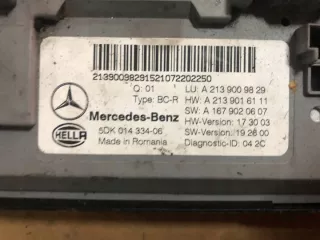 21390098291521072202250
Q: 01 LU: A 213 900 98 29
Type: BC-R HW: A 213 901 61 11
Mercedes-Benz SW: A 167 902 06 07
HELLA 5DK 014 334-06 HW-Version: 17 30 03
Made in Romania SW-Version: 19 26 00
Diagnostic-ID: 04 2C